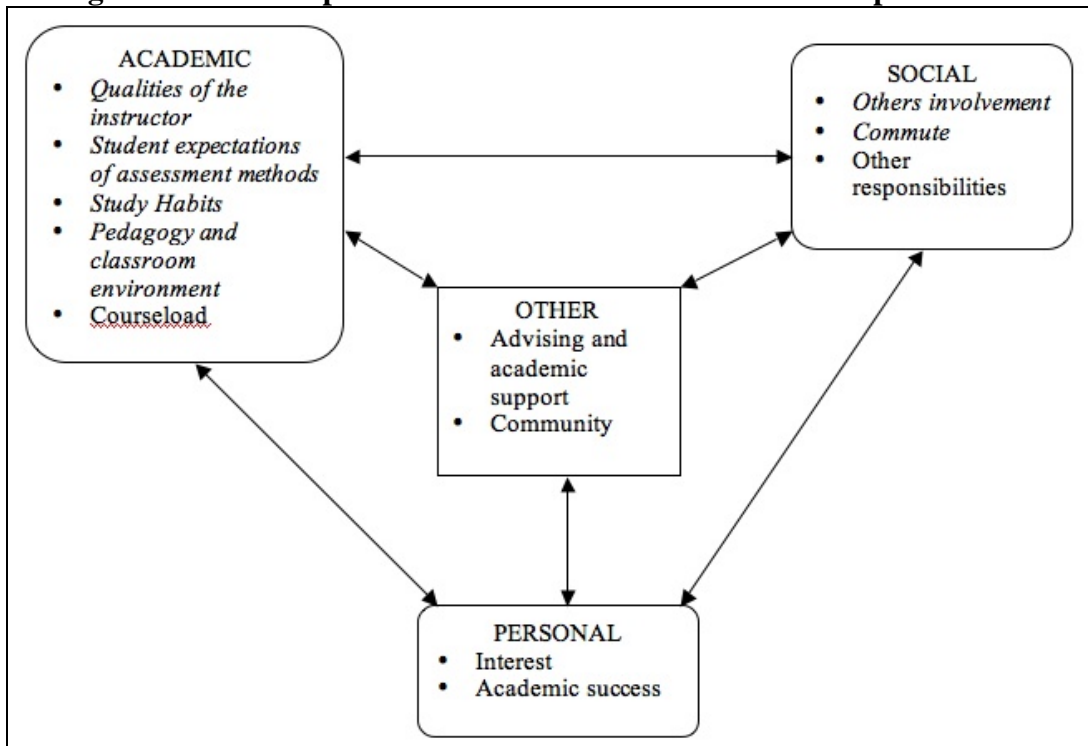 ACADEMIC
• Qualities of the
instructor
• Student expectations
of assessment methods
• Study Habits
• Pedagogy and
classroom
environment
• Courseload
SOCIAL
• Others involvement
• Commute
• Other
responsibilities
OTHER
• Advising and
academic
support
• Community
PERSONAL
• Interest
• Academic success